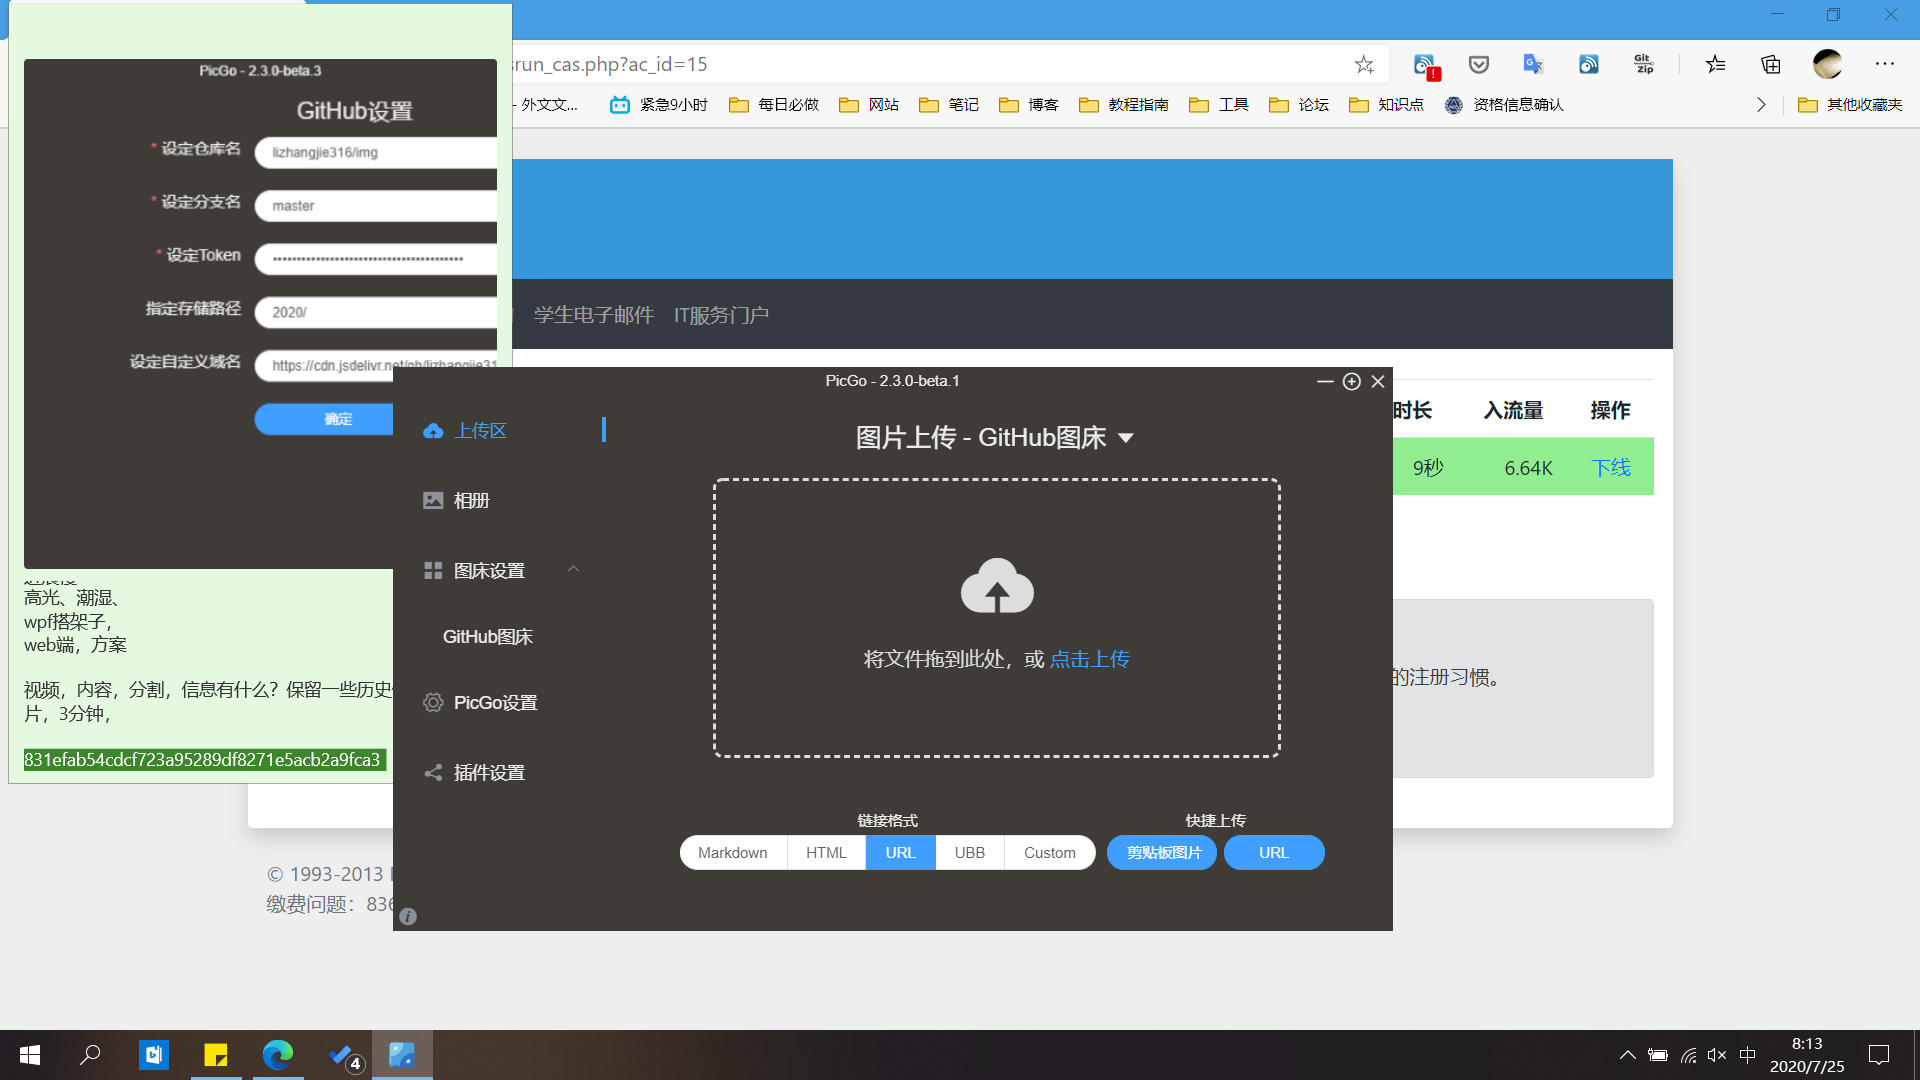 srun_cas.php?ac_id=15
Git
Zip
外文文...
紧急9小时
每日必做
网站
笔记
博客
教程指南
工具
论坛
知识点
资格信息确认
其他收藏夹
PicGo - 2.3.0-beta.3
GitHub设置
* 设定仓库名
lizhangjie316/img
* 设定分支名
master
* 设定Token
指定存储路径
2020/
设定自定义域名
https://cdn.jsdelivr.net/gh/lizhangjie31
确定
高光、潮湿、
wpf搭架子，
web端，方案
视频，内容，分割，信息有什么？保留一些历史
片，3分钟，
831efab54cdcf723a95289df8271e5acb2a9fca3
学生电子邮件 IT服务门户
时长 入流量 操作
9秒 6.64K 下线
的注册习惯。
PicGo - 2.3.0-beta.1
上传区
相册
图床设置
GitHub图床
PicGo设置
插件设置
图片上传 - GitHub图床
将文件拖到此处，或 点击上传
链接格式
快捷上传
Markdown HTML URL UBB Custom
剪贴板图片 URL
© 1993-2013
缴费问题：836
4
中
8:13
2020/7/25